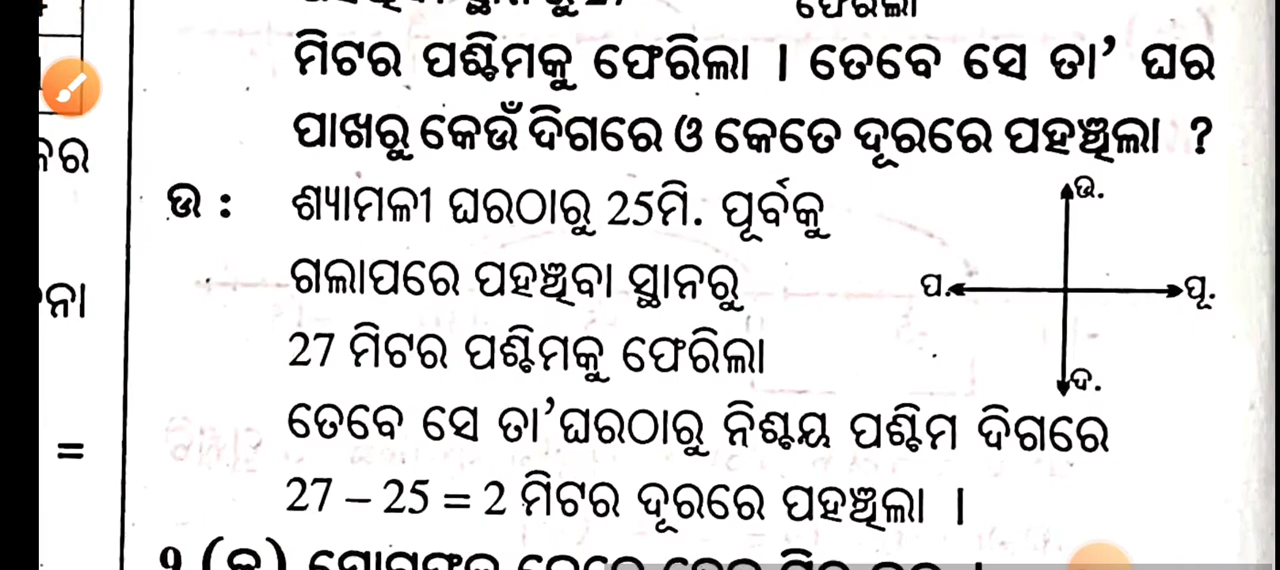 ମିଟର ପଶ୍ଚିମକୁ ଫେରିଲା । ତେବେ ସେ ତା’ ଘର
ପାଖରୁ କେଉଁ ଦିଗରେ ଓ କେତେ ଦୂରରେ ପହଞ୍ଚିଲା ?
ଉ : ଶ୍ୟାମଳୀ ଘରଠାରୁ 25ମି. ପୂର୍ବକୁ
ଗଲାପରେ ପହଞ୍ଚିବା ସ୍ଥାନରୁ
27 ମିଟର ପଶ୍ଚିମକୁ ଫେରିଲା
ତେବେ ସେ ତା’ଘରଠାରୁ ନିଶ୍ଚୟ ପଶ୍ଚିମ ଦିଗରେ
27 – 25 = 2 ମିଟର ଦୂରରେ ପହଞ୍ଚିଲା ।
ଉ.
ପ. ପୂ.
ଦ.
ନା
=